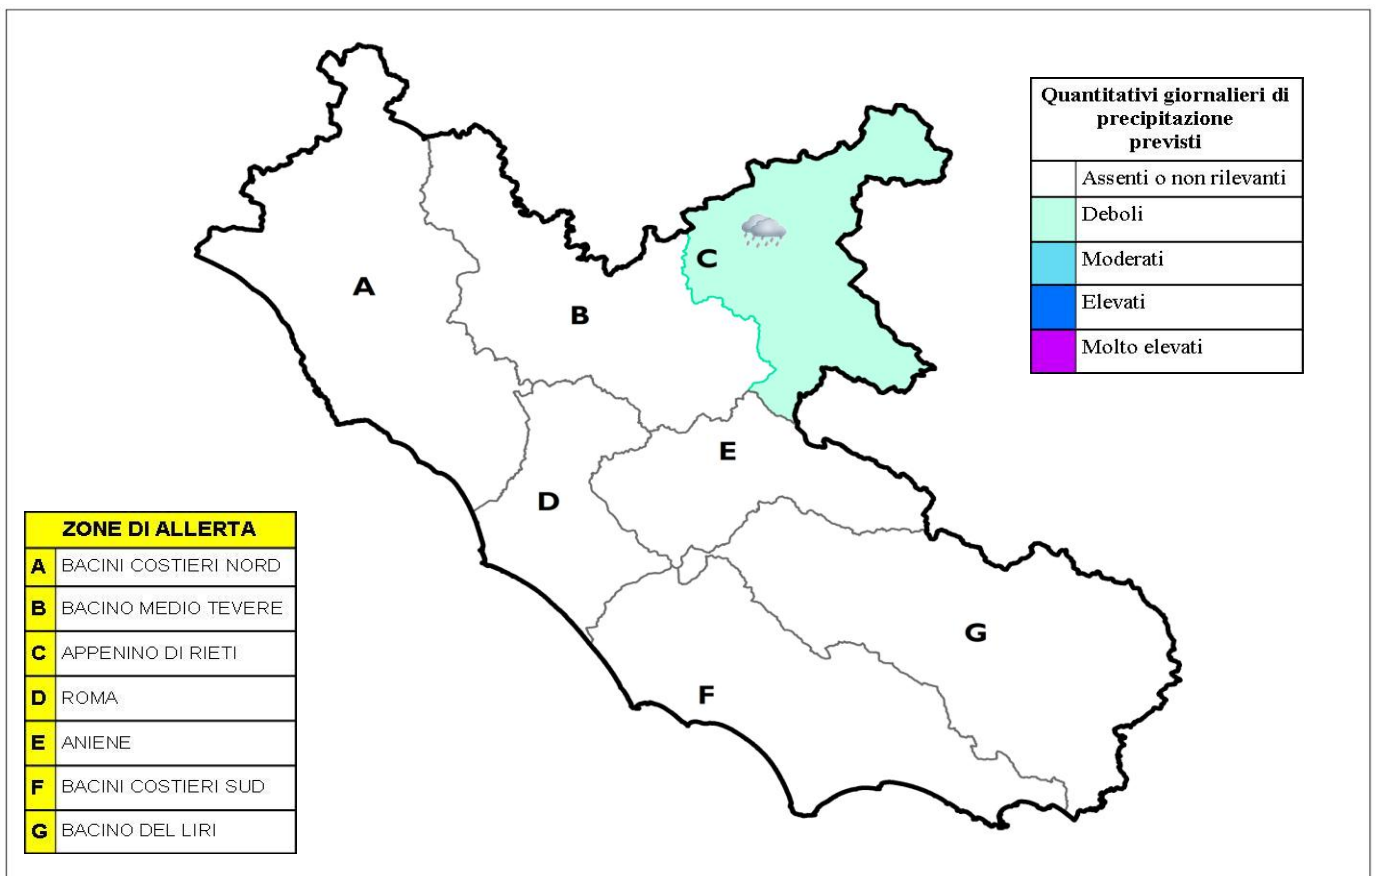 Quantitativi giornalieri di
precipitazione
previsti
Assenti o non rilevanti
Deboli
Moderati
Elevati
Molto elevati
A
B
C
D
E
F
G
ZONE DI ALLERTA
A BACINI COSTIERI NORD
B BACINO MEDIO TEVERE
C APPENINO DI RIETI
D ROMA
E ANIENE
F BACINI COSTIERI SUD
G BACINO DEL LIRI